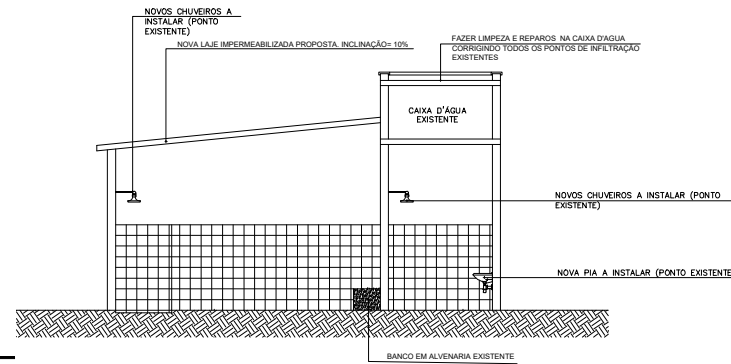 NOVOS CHUVEIROS A
INSTALAR (PONTO
EXISTENTE)
NOVA LAJE IMPERMEABILIZADA PROPOSTA. INCLINAÇÃO= 10%
FAZER LIMPEZA E REPAROS NA CAIXA D'AGUA
CORRIGINDO TODOS OS PONTOS DE INFILTRAÇÃO
EXISTENTES
CAIXA D'ÁGUA
EXISTENTE
NOVOS CHUVEIROS A INSTALAR (PONTO
EXISTENTE)
NOVA PIA A INSTALAR (PONTO EXISTENTE
BANCO EM ALVENARIA EXISTENTE